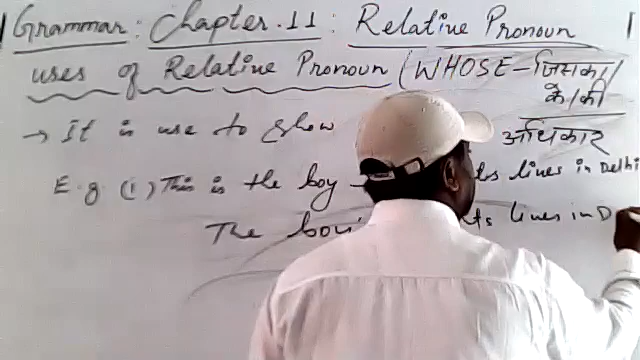 Grammar: Chapter.11: Relative Pronoun
uses of Relative Pronoun (WHOSE - जिसका/
के/की
→ It is use to show अधिकार
E.g (1) This is the boy lives in Delhi
The lives in D